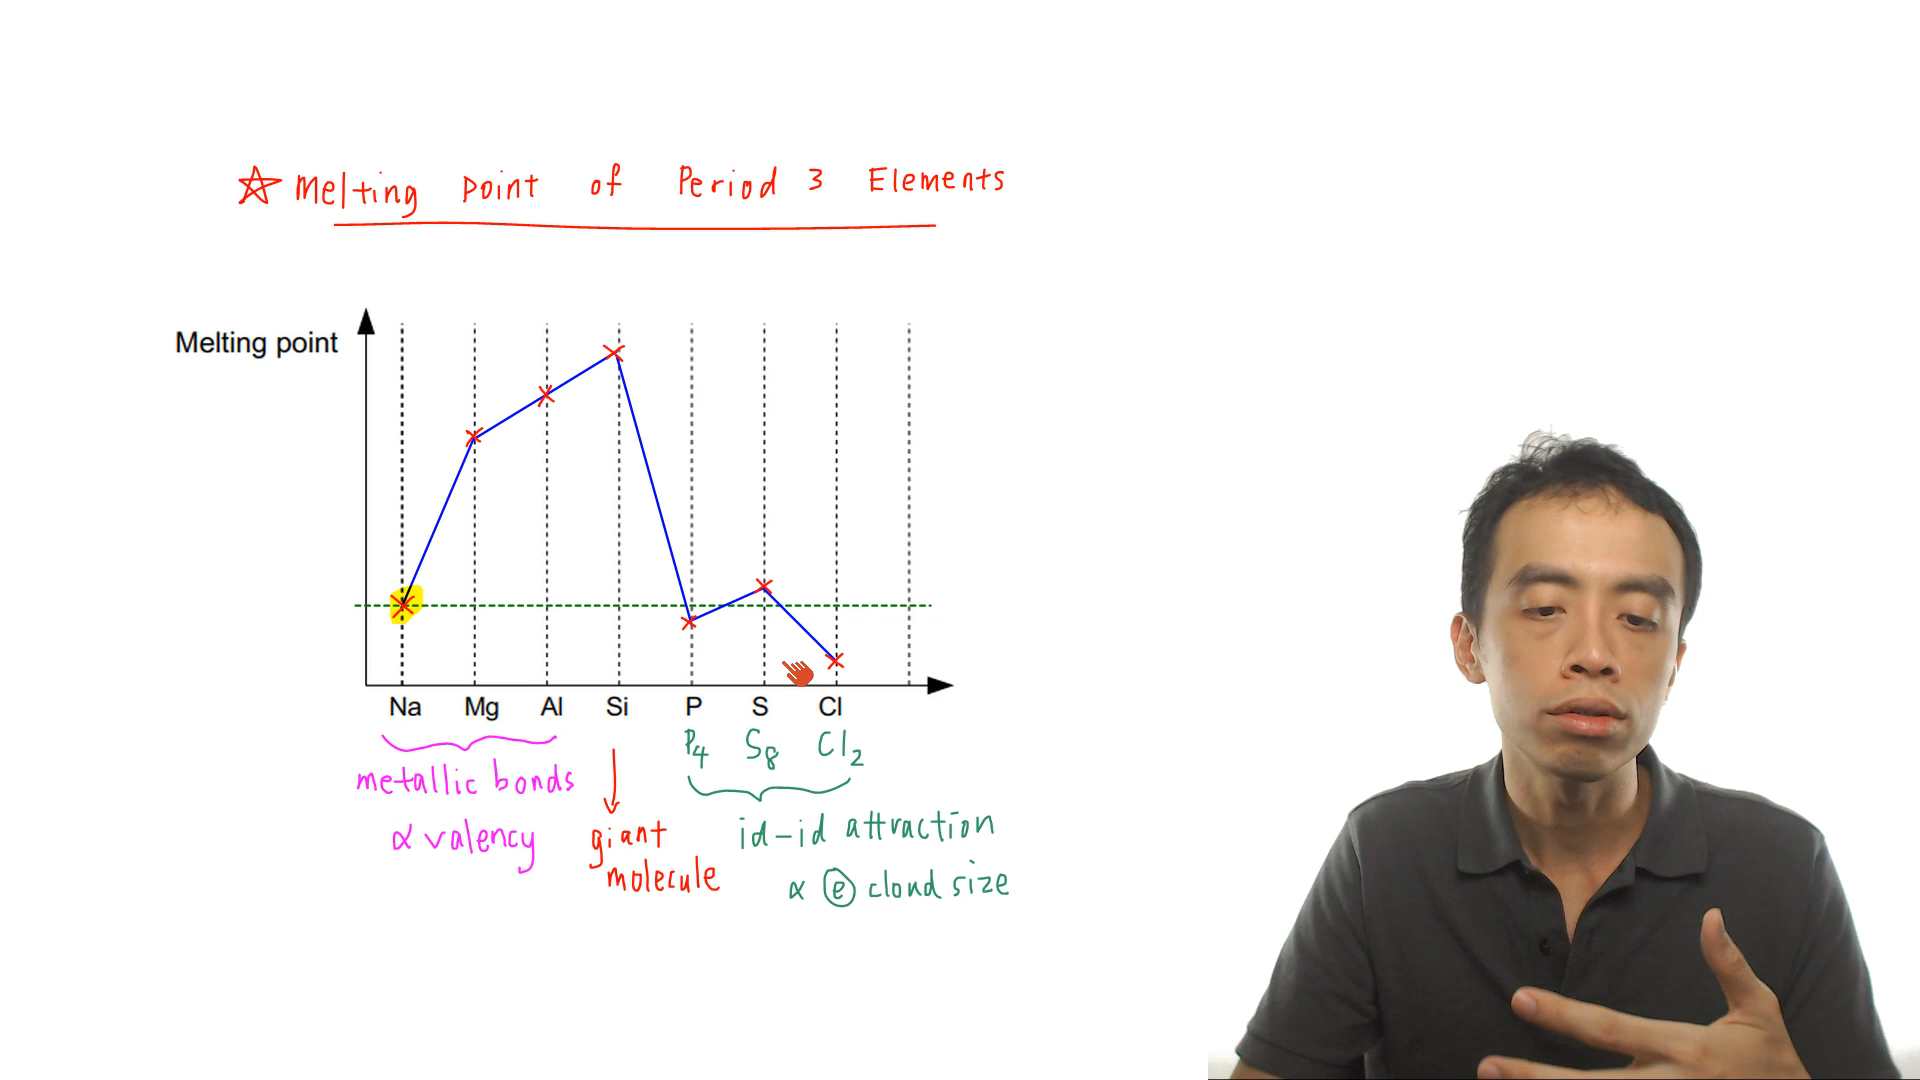 ☆ Melting point of Period 3 Elements
Melting point
Na Mg Al Si P S Cl
P₄ S₈ Cl₂
metallic bonds
∝ valency
giant
molecule
id-id attraction
∝ ⓔ cloud size